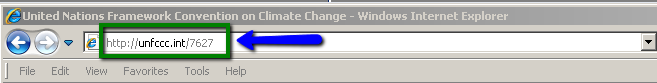 United Nations Framework Convention on Climate Change - Windows Internet Explorer
http://unfccc.int/7627
File Edit View Favorites Tools Help